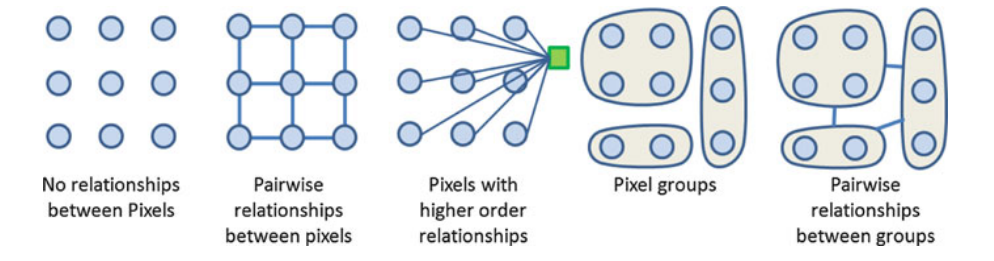 No relationships
between Pixels
Pairwise
relationships
between pixels
Pixels with
higher order
relationships
Pixel groups
Pairwise
relationships
between groups